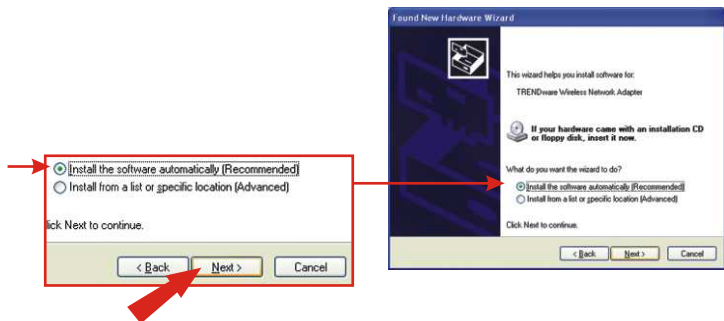 Found New Hardware Wizard
This wizard helps you install software for:
TRENDware Wireless Network Adapter
If your hardware came with an installation CD
or floppy disk, insert it now.
What do you want the wizard to do?
Install the software automatically (Recommended)
Install from a list or specific location (Advanced)
Click Next to continue.
< Back
Next >
Cancel
Install the software automatically (Recommended)
Install from a list or specific location (Advanced)
lick Next to continue.
< Back
Next >
Cancel